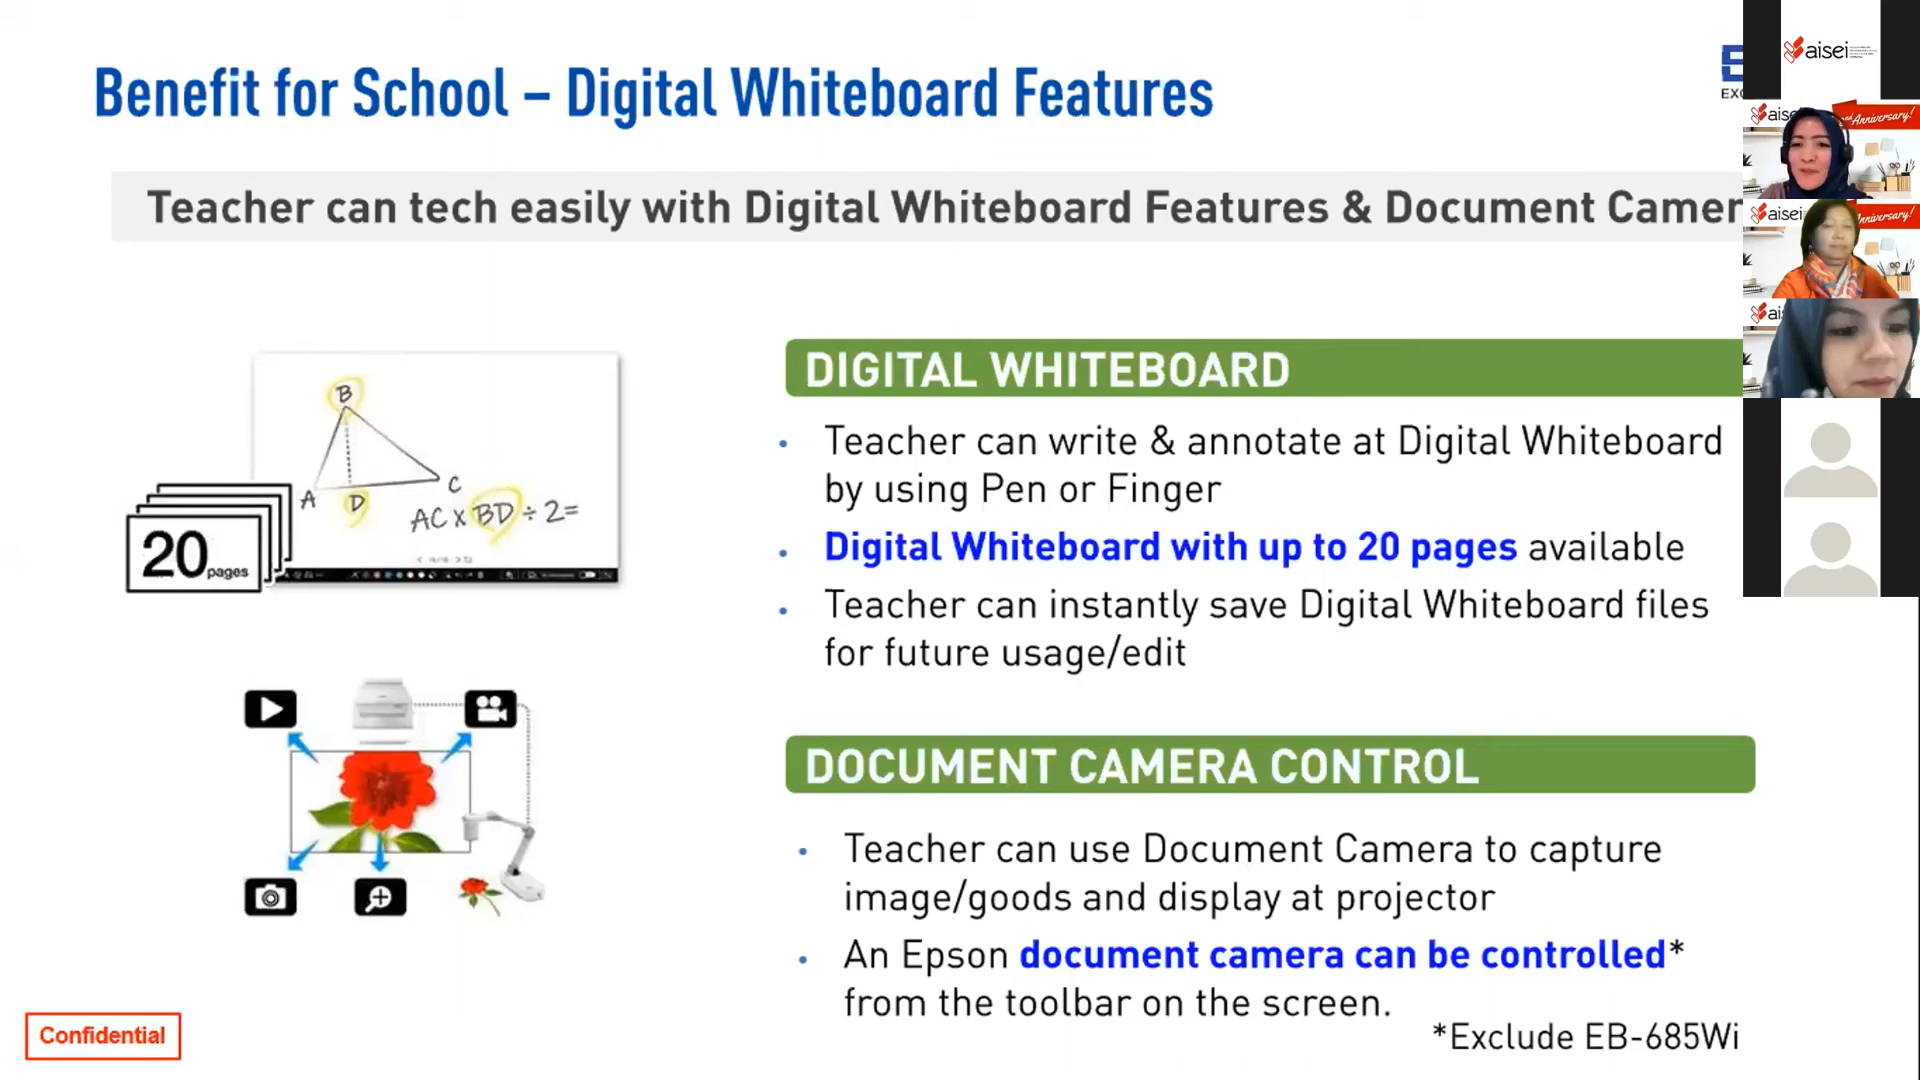 Benefit for School – Digital Whiteboard Features
Teacher can tech easily with Digital Whiteboard Features & Document Camer
B
A
D
C
AC x BD ÷ 2=
20 pages
DIGITAL WHITEBOARD
• Teacher can write & annotate at Digital Whiteboard
by using Pen or Finger
• Digital Whiteboard with up to 20 pages available
• Teacher can instantly save Digital Whiteboard files
for future usage/edit
DOCUMENT CAMERA CONTROL
• Teacher can use Document Camera to capture
image/goods and display at projector
• An Epson document camera can be controlled*
from the toolbar on the screen.
*Exclude EB-685Wi
Confidential
E
EXC
aisei
Anniversary!
aisei
Anniversary!
ai